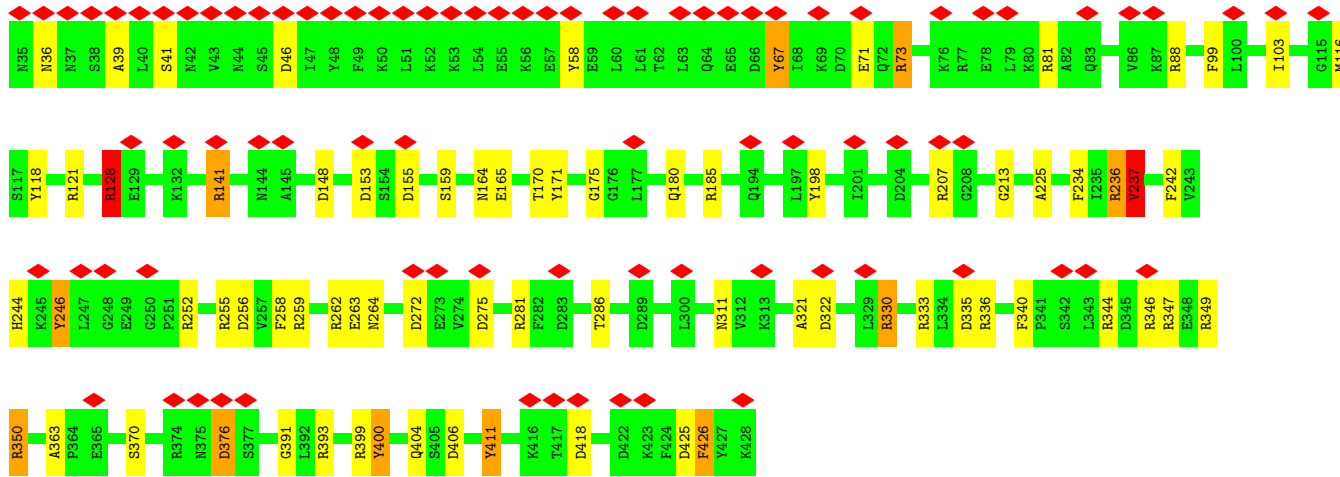 N35 N36 N37 S38 A39 L40 S41 N42 V43 N44 S45 D46 I47 Y48 F49 K50 L51 K52 K53 L54 E55 K56 E57 Y58 E59 L60 L61 T62 L63 Q64 E65 D66 Y67 I68 K69 D70 E71 Q72 R73 K76 R77 E78 L79 K80 R81 A82 Q83 V86 K87 R88 F99 L100 I103 G115 M116
S117 Y118 R121 R128 E129 K132 R141 N144 A145 D148 D153 S154 D155 S159 N164 E165 T170 Y171 G175 G176 L177 Q180 R185 Q194 L197 Y198 I201 D204 R207 G208 G213 A225 F234 I235 R236 V237 F242 V243
H244 K245 Y246 L247 G248 E249 G250 P251 R252 R255 D256 V257 F258 R259 R262 E263 N264 D272 E273 V274 D275 R281 F282 D283 T286 D289 L300 N311 V312 K313 A321 D322 L329 R330 R333 L334 D335 R336 F340 P341 S342 L343 R344 D345 R346 R347 E348 R349
R350 A363 P364 E365 S370 R374 N375 D376 S377 G391 L392 R393 R399 Y400 Q404 S405 D406 Y411 K416 T417 D418 D422 K423 F424 D425 F426 Y427 K428